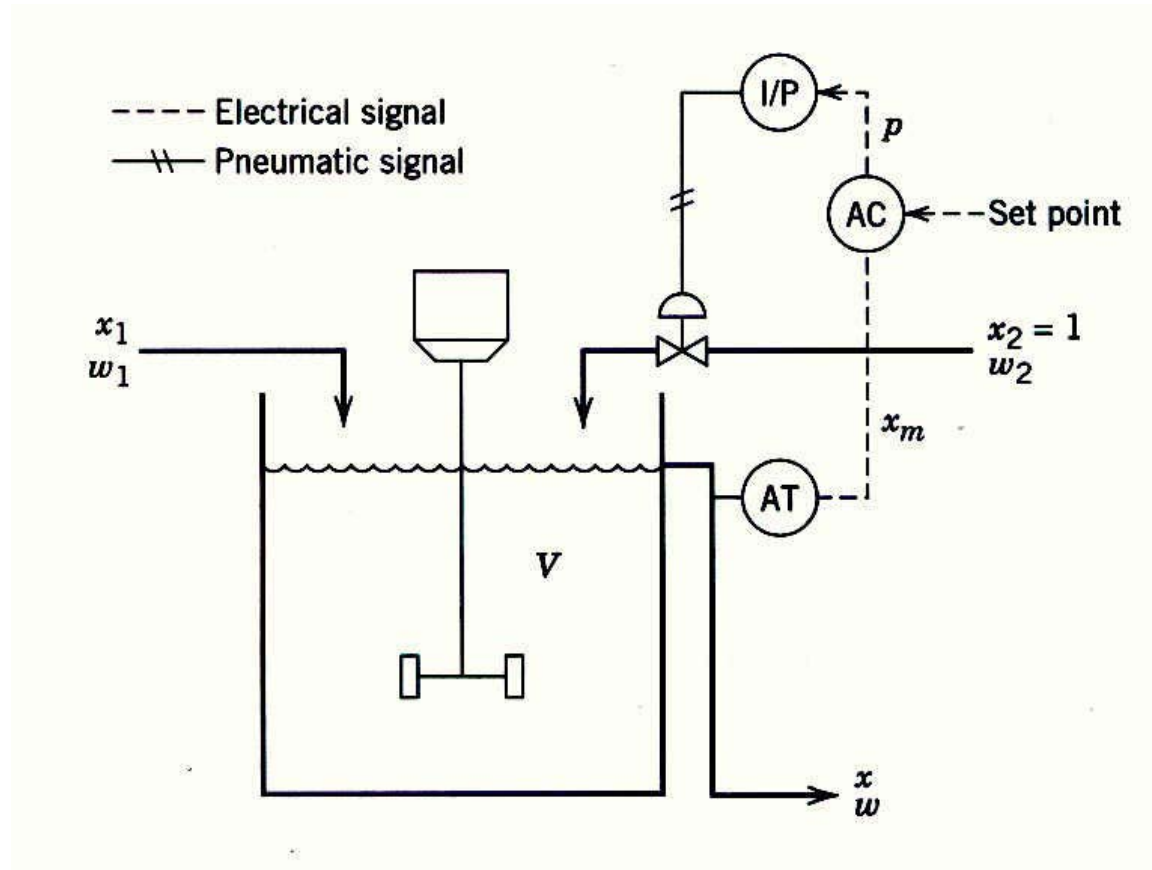 Electrical signal
Pneumatic signal
I/P
p
AC
Set point
x₁
w₁
x₂ = 1
w₂
xₘ
AT
V
x
w